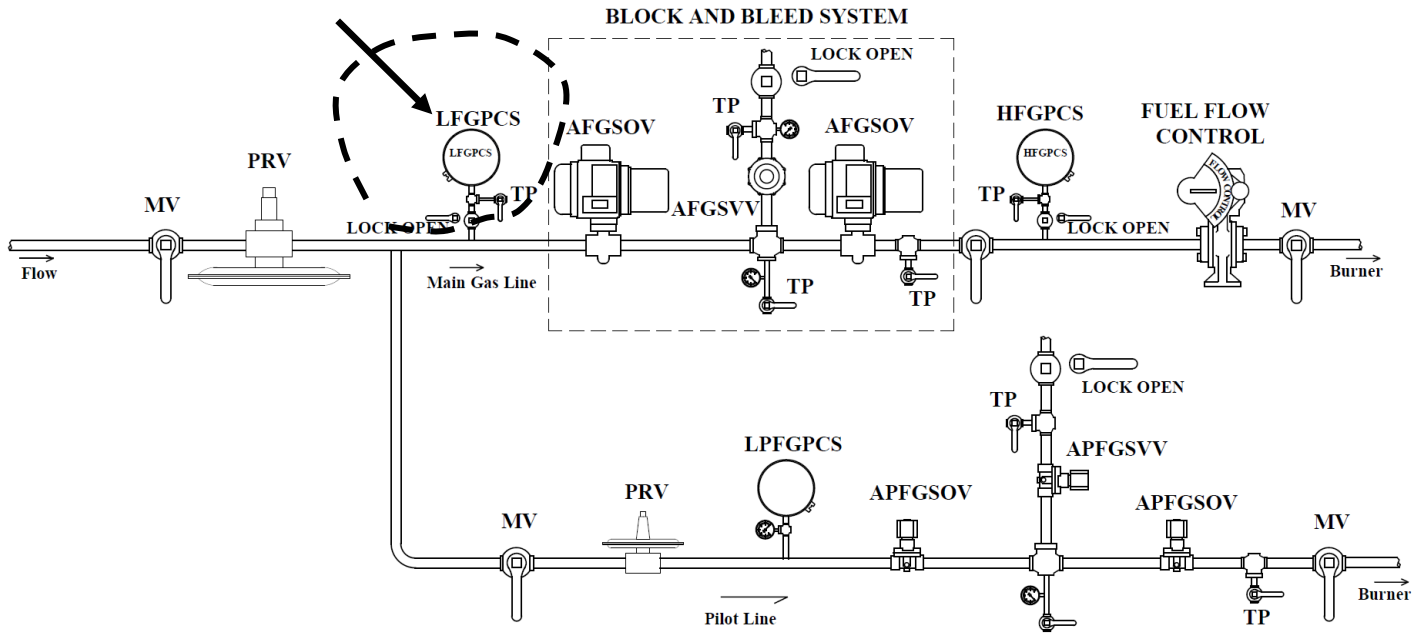 BLOCK AND BLEED SYSTEM
LOCK OPEN
LFGPCS
LFGPCS
AFGSOV
TP
AFGSOV
HFGPCS
HFGPCS
FUEL FLOW
CONTROL
FLOW CONTROL
PRV
MV
TP
LOCK OPEN
AFGSVV
TP
LOCK OPEN
MV
Flow
Main Gas Line
TP
TP
Burner
LOCK OPEN
TP
LPFGPCS
APFGSVV
PRV
APFGSOV
APFGSOV
MV
MV
Pilot Line
TP
Burner